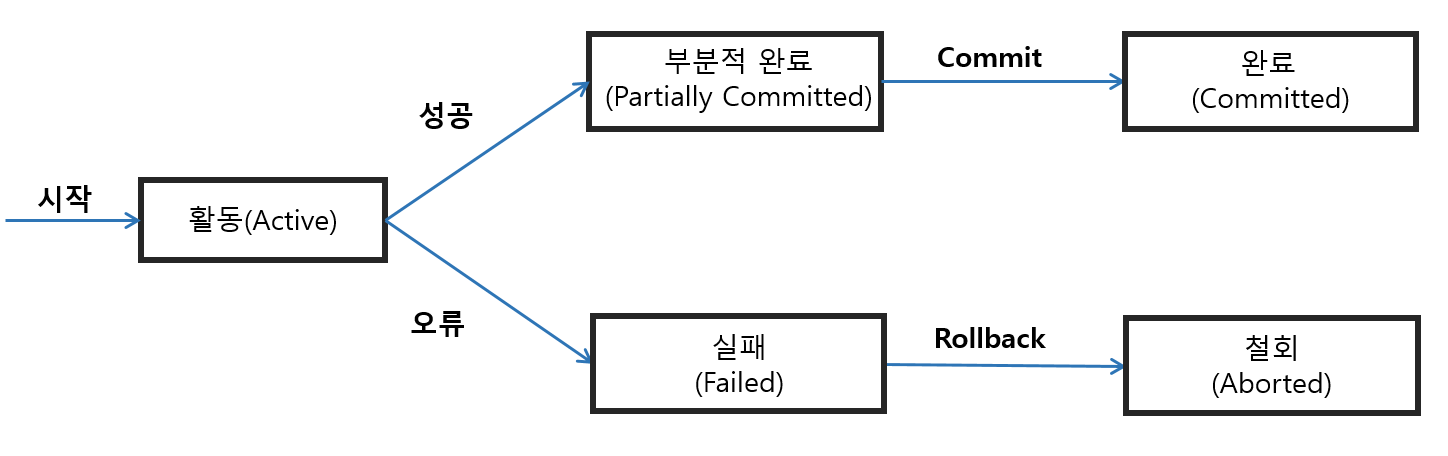 시작
활동(Active)
성공
부분적 완료
(Partially Committed)
Commit
완료
(Committed)
오류
실패
(Failed)
Rollback
철회
(Aborted)